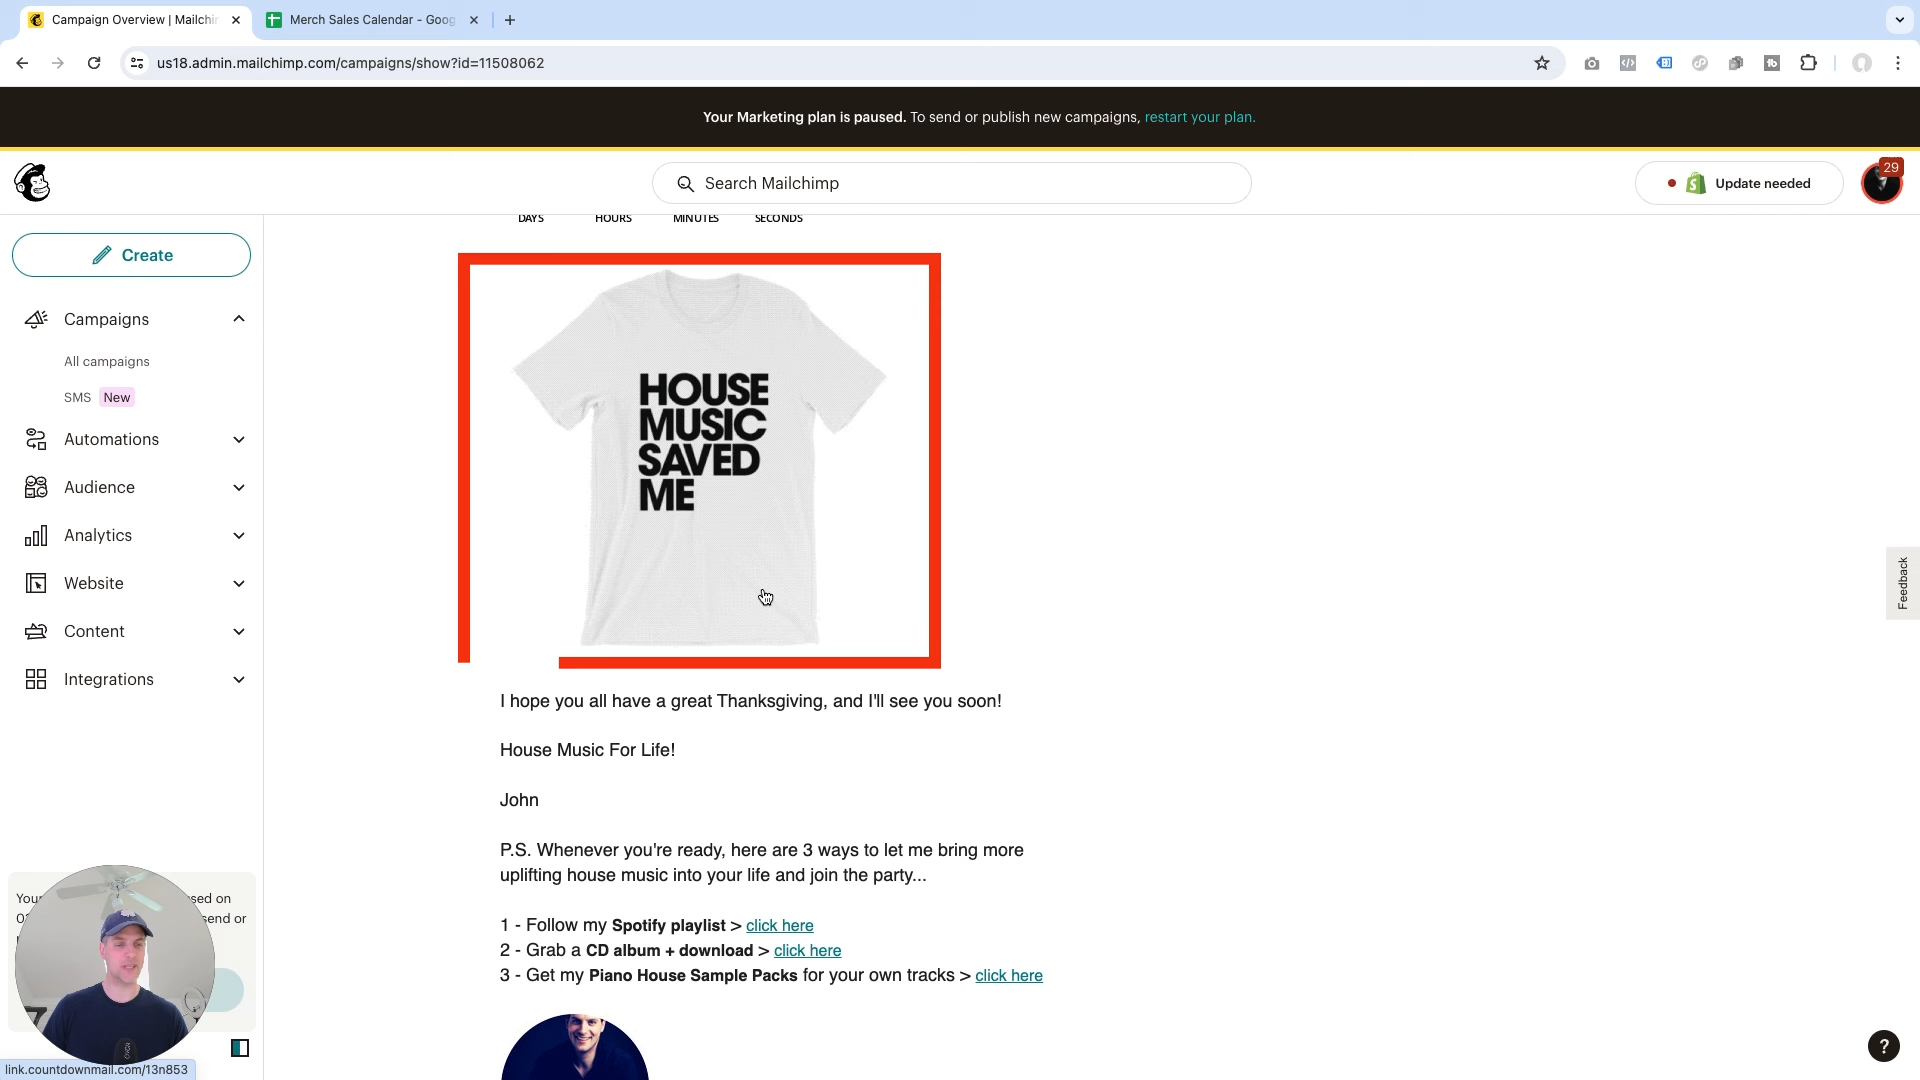 Campaign Overview | Mailchi
Merch Sales Calendar - Goog
us18.admin.mailchimp.com/campaigns/show?id=11508062
Your Marketing plan is paused. To send or publish new campaigns, restart your plan.
Search Mailchimp
Update needed
29
DAYS HOURS MINUTES SECONDS
Create
Campaigns
All campaigns
SMS New
Automations
Audience
Analytics
Website
Content
Integrations
HOUSE
MUSIC
SAVED
ME
I hope you all have a great Thanksgiving, and I'll see you soon!
House Music For Life!
John
P.S. Whenever you're ready, here are 3 ways to let me bring more
uplifting house music into your life and join the party...
1 - Follow my Spotify playlist > click here
2 - Grab a CD album + download > click here
3 - Get my Piano House Sample Packs for your own tracks > click here
Feedback
send or
link.countdownmail.com/13n853